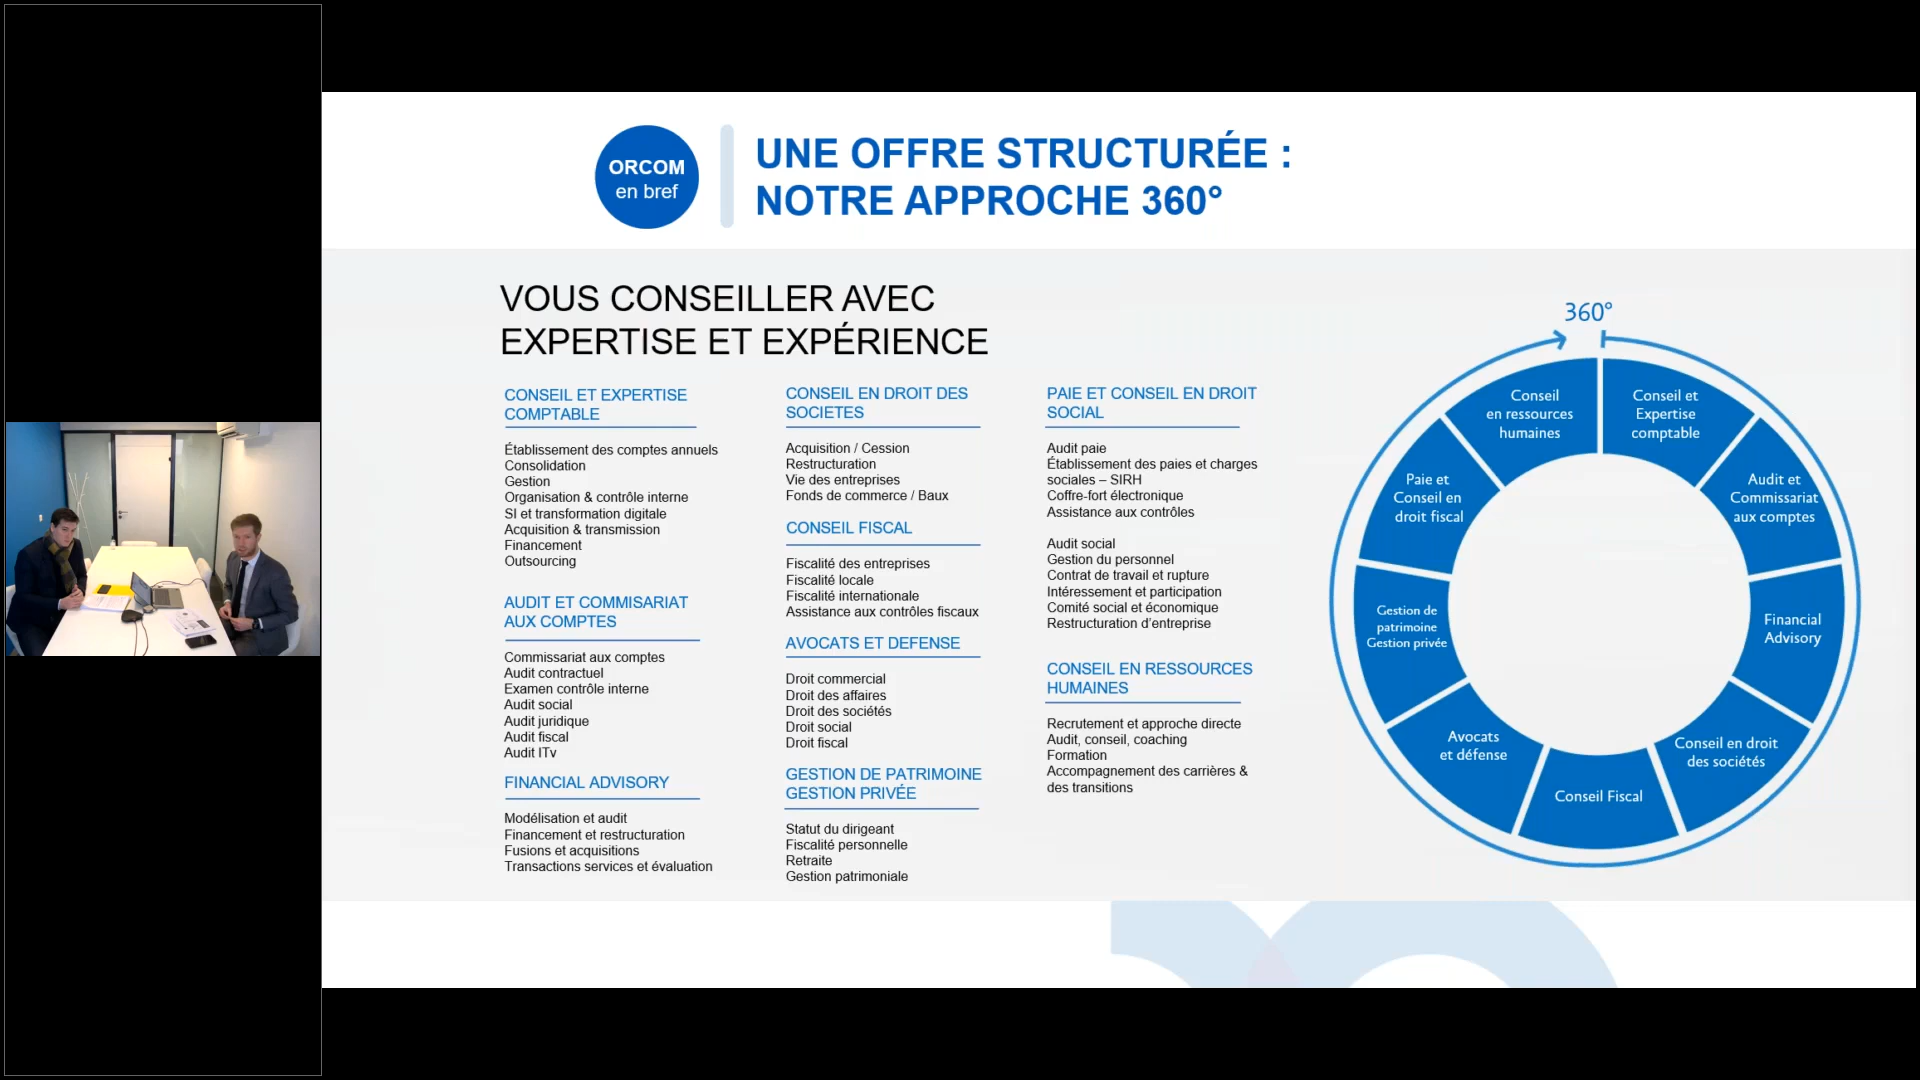 ORCOM
en bref
UNE OFFRE STRUCTURÉE :
NOTRE APPROCHE 360°
VOUS CONSEILLER AVEC
EXPERTISE ET EXPÉRIENCE
CONSEIL ET EXPERTISE
COMPTABLE
Établissement des comptes annuels
Consolidation
Gestion
Organisation & contrôle interne
SI et transformation digitale
Acquisition & transmission
Financement
Outsourcing
AUDIT ET COMMISARIAT
AUX COMPTES
Commissariat aux comptes
Audit contractuel
Examen contrôle interne
Audit social
Audit juridique
Audit fiscal
Audit ITv
FINANCIAL ADVISORY
Modélisation et audit
Financement et restructuration
Fusions et acquisitions
Transactions services et évaluation
CONSEIL EN DROIT DES
SOCIETES
Acquisition / Cession
Restructuration
Vie des entreprises
Fonds de commerce / Baux
CONSEIL FISCAL
Fiscalité des entreprises
Fiscalité locale
Fiscalité internationale
Assistance aux contrôles fiscaux
AVOCATS ET DEFENSE
Droit commercial
Droit des affaires
Droit des sociétés
Droit social
Droit fiscal
GESTION DE PATRIMOINE
GESTION PRIVÉE
Statut du dirigeant
Fiscalité personnelle
Retraite
Gestion patrimoniale
PAIE ET CONSEIL EN DROIT
SOCIAL
Audit paie
Établissement des paies et charges
sociales – SIRH
Coffre-fort électronique
Assistance aux contrôles
Audit social
Gestion du personnel
Contrat de travail et rupture
Intéressement et participation
Comité social et économique
Restructuration d'entreprise
CONSEIL EN RESSOURCES
HUMAINES
Recrutement et approche directe
Audit, conseil, coaching
Formation
Accompagnement des carrières &
des transitions
360°
Conseil et
Expertise
comptable
Audit et
Commissariat
aux comptes
Financial
Advisory
Conseil en droit
des sociétés
Conseil Fiscal
Avocats
et défense
Gestion de
patrimoine
Gestion privée
Paie et
Conseil en
droit fiscal
Conseil
en ressources
humaines